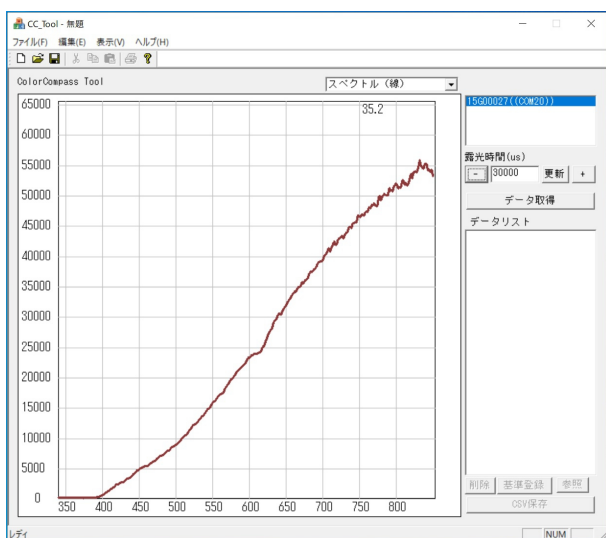 CC_Tool - 無題
ファイル(F) 編集(E) 表示(V) ヘルプ(H)
ColorCompass Tool
スペクトル (線)
15G00027((COM20))
露光時間(us)
- 30000 更新 +
データ取得
データリスト
35.2
65000
60000
55000
50000
45000
40000
35000
30000
25000
20000
15000
10000
5000
0
350 400 450 500 550 600 650 700 750 800
削除 基準登録 参照
CSV保存
レディ
NUM